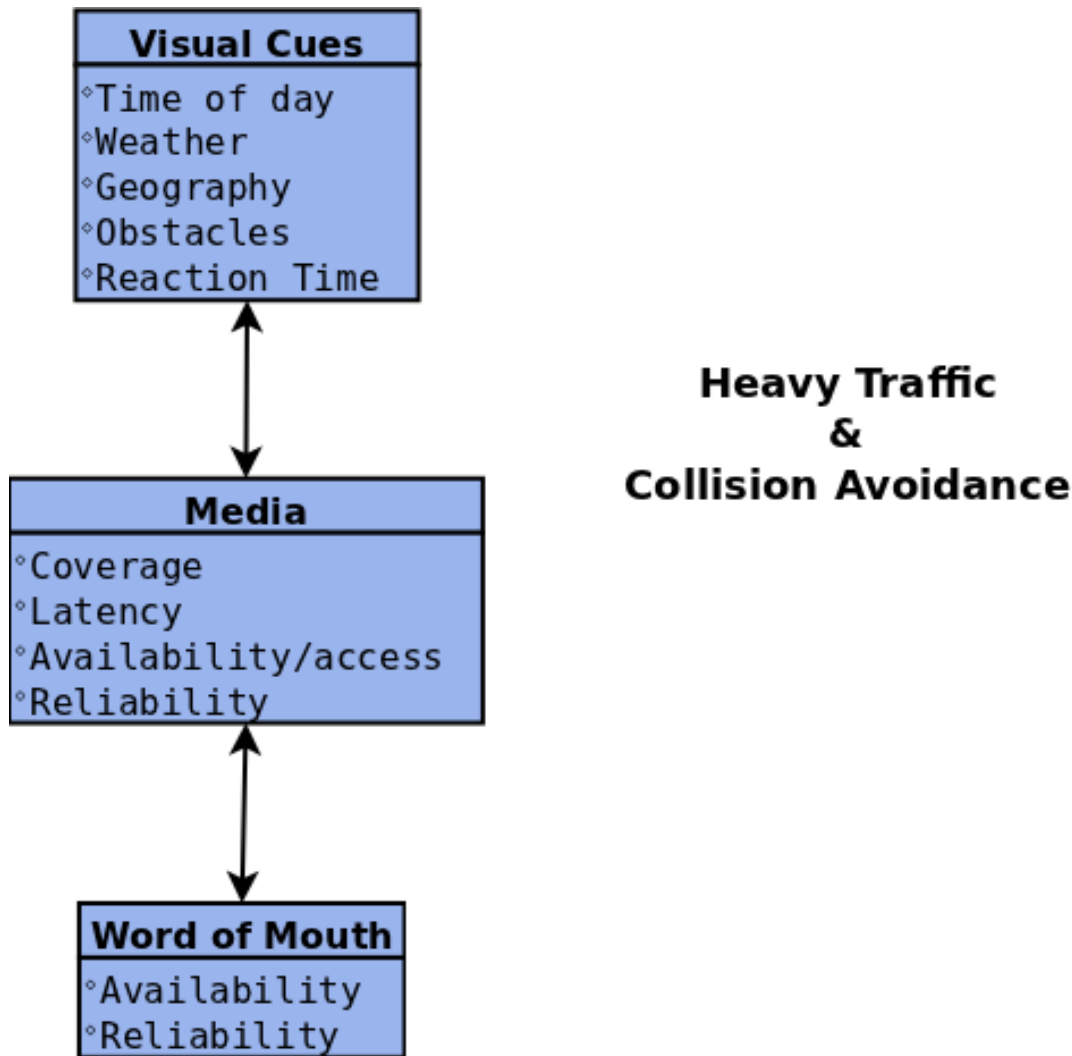 Visual Cues
Time of day
Weather
Geography
Obstacles
Reaction Time
Heavy Traffic
&
Collision Avoidance
Media
Coverage
Latency
Availability/access
Reliability
Word of Mouth
Availability
Reliability